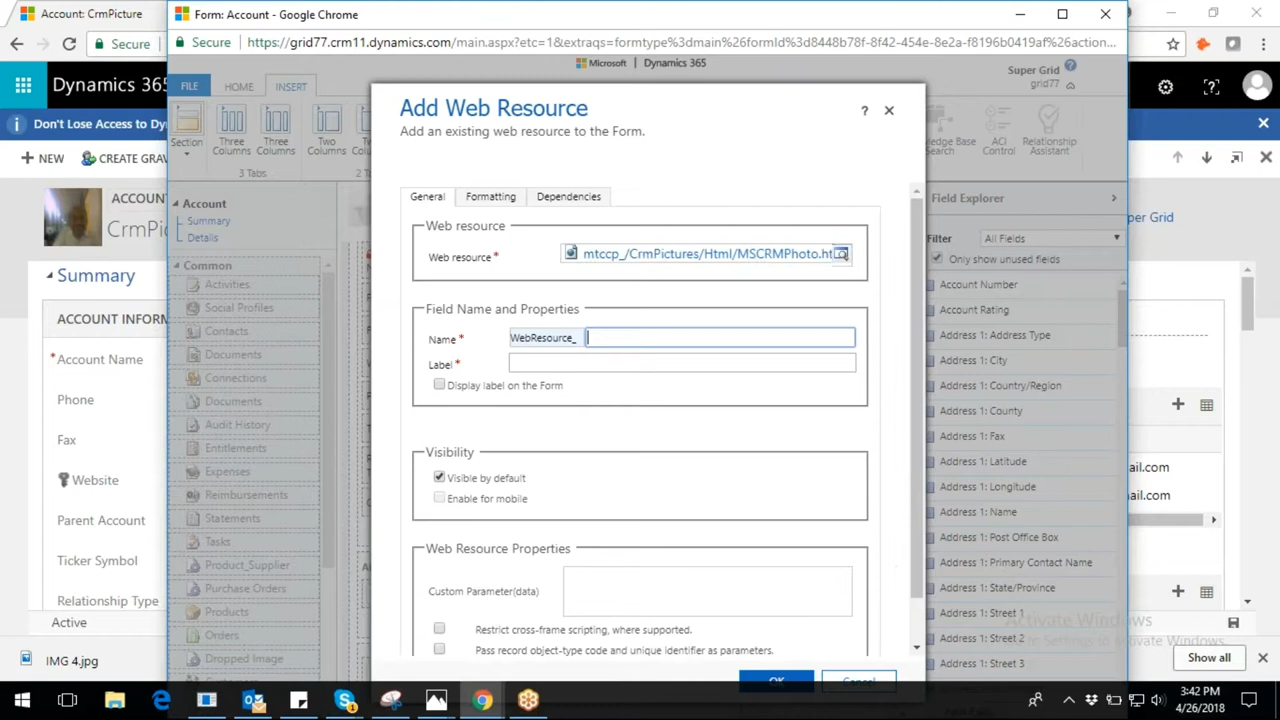 Account: CrmPicture
Form: Account - Google Chrome
Secure
Secure
https://grid77.crm11.dynamics.com/main.aspx?etc=1&extraqs=formtype%3dmain%26formId%3d8448b78f-8f42-454e-8e2a-f8196b0419af%26action...
Microsoft Dynamics 365
Dynamics 365
FILE HOME INSERT
Super Grid
grid77
Don't Lose Access to Dy
NEW
CREATE GRAV
Section
Three Columns
Three Columns
Two Columns
3 Tabs
Search
ACI Control
Relationship Assistant
Add Web Resource
Add an existing web resource to the Form.
General Formatting Dependencies
Web resource
Web resource*
mtccp_/CrmPictures/Html/MSCRMPhoto.ht
Field Name and Properties
Name *
WebResource_
Label*
Display label on the Form
Visibility
Visible by default
Enable for mobile
Web Resource Properties
Custom Parameter(data)
Restrict cross-frame scripting, where supported.
Pass record object-type code and unique identifier as parameters.
OK
Cancel
ACCOUNT
CrmPi
Summary
ACCOUNT INFORM
*Account Name
Phone
Fax
Website
Parent Account
Ticker Symbol
Relationship Type
Active
Account
Summary
Details
Common
Activities
Social Profiles
Contacts
Documents
Connections
Documents
Audit History
Entitlements
Expenses
Reimbursements
Statements
Tasks
Product_Supplier
Purchase Orders
Products
Orders
Dropped Image
Field Explorer
Filter
All Fields
Only show unused fields
Account Number
Account Rating
Address 1: Address Type
Address 1: City
Address 1: Country/Region
Address 1: County
Address 1: Fax
Address 1: Latitude
Address 1: Longitude
Address 1: Name
Address 1: Post Office Box
Address 1: Primary Contact Name
Address 1: State/Province
Address 1: Street 1
Address 1: Street 2
Address 1: Street 3
per Grid
ail.com
ail.com
Activate Windows
IMG 4.jpg
Show all
3:42 PM
4/26/2018